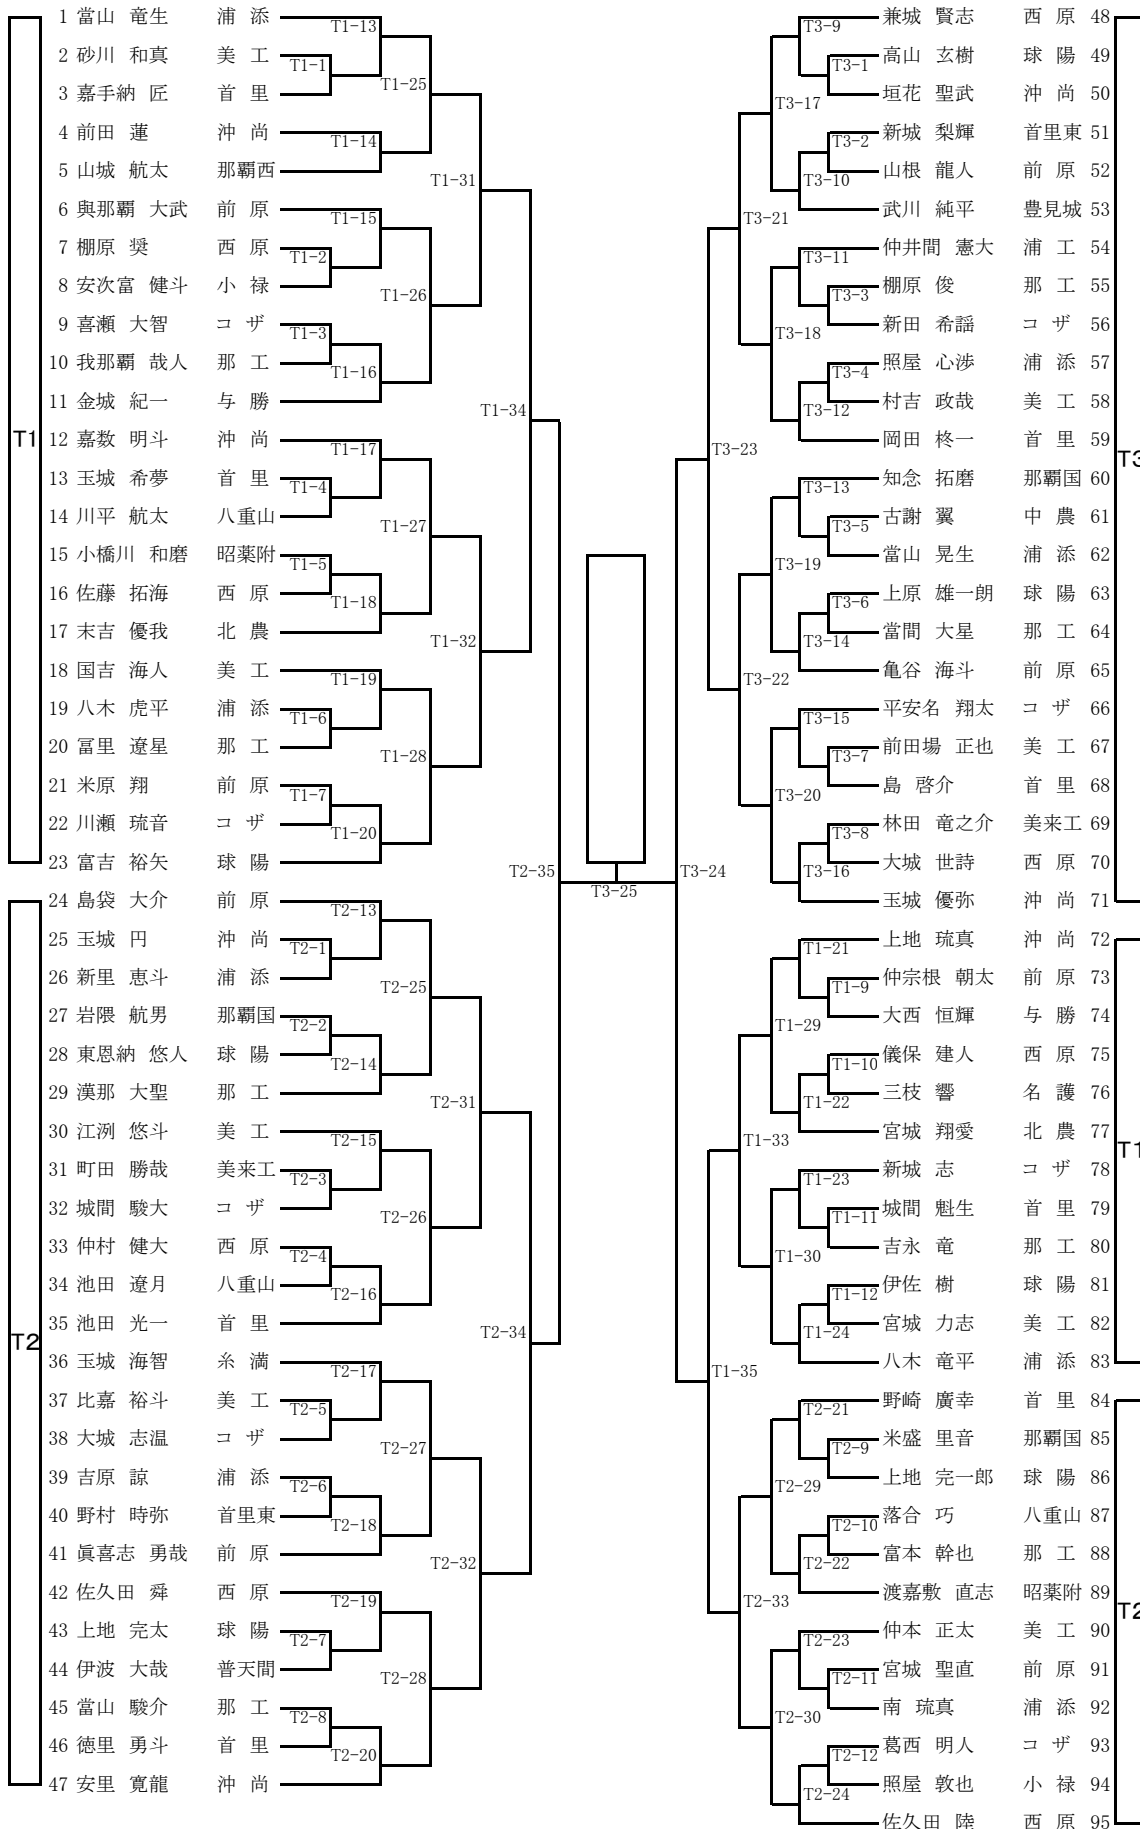 T1
1 當山 竜生 浦 添
2 砂川 和真 美 工
3 嘉手納 匠 首 里
4 前田 蓮 沖 尚
5 山城 航太 那覇西
6 與那覇 大武 前 原
7 棚原 奨 西 原
8 安次富 健斗 小 禄
9 喜瀬 大智 コ ザ
10 我那覇 哉人 那 工
11 金城 紀一 与 勝
12 嘉数 明斗 沖 尚
13 玉城 希夢 首 里
14 川平 航太 八重山
15 小橋川 和磨 昭薬附
16 佐藤 拓海 西 原
17 末吉 優我 北 農
18 国吉 海人 美 工
19 八木 虎平 浦 添
20 冨里 遼星 那 工
21 米原 翔 前 原
22 川瀬 琉音 コ ザ
23 富吉 裕矢 球 陽
T2
24 島袋 大介 前 原
25 玉城 円 沖 尚
26 新里 恵斗 浦 添
27 岩隈 航男 那覇国
28 東恩納 悠人 球 陽
29 漢那 大聖 那 工
30 江洌 悠斗 美 工
31 町田 勝哉 美来工
32 城間 駿大 コ ザ
33 仲村 健大 西 原
34 池田 遼月 八重山
35 池田 光一 首 里
36 玉城 海智 糸 満
37 比嘉 裕斗 美 工
38 大城 志温 コ ザ
39 吉原 諒 浦 添
40 野村 時弥 首里東
41 眞喜志 勇哉 前 原
42 佐久田 舜 西 原
43 上地 完太 球 陽
44 伊波 大哉 普天間
45 當山 駿介 那 工
46 徳里 勇斗 首 里
47 安里 寛龍 沖 尚
T1-13
T1-1
T1-25
T1-14
T1-31
T1-15
T1-2
T1-26
T1-3
T1-16
T1-34
T1-17
T1-4
T1-27
T1-5
T1-18
T1-32
T1-19
T1-6
T1-28
T1-7
T1-20
T2-35
T2-13
T2-1
T2-25
T2-2
T2-14
T2-31
T2-15
T2-3
T2-26
T2-4
T2-16
T2-34
T2-17
T2-5
T2-27
T2-6
T2-18
T2-32
T2-19
T2-7
T2-28
T2-8
T2-20
T3-25
T3-9
T3-1
T3-17
T3-2
T3-10
T3-21
T3-11
T3-3
T3-18
T3-4
T3-12
T3-23
T3-13
T3-5
T3-19
T3-6
T3-14
T3-22
T3-15
T3-7
T3-20
T3-8
T3-16
T3-24
T1-21
T1-9
T1-29
T1-10
T1-22
T1-33
T1-23
T1-11
T1-30
T1-12
T1-24
T1-35
T2-21
T2-9
T2-29
T2-10
T2-22
T2-33
T2-23
T2-11
T2-30
T2-12
T2-24
兼城 賢志 西 原 48
高山 玄樹 球 陽 49
垣花 聖武 沖 尚 50
新城 梨輝 首里東 51
山根 龍人 前 原 52
武川 純平 豊見城 53
仲井間 憲大 浦 工 54
棚原 俊 那 工 55
新田 希謡 コ ザ 56
照屋 心渉 浦 添 57
村吉 政哉 美 工 58
岡田 柊一 首 里 59
知念 拓磨 那覇国 60
古謝 翼 中 農 61
當山 晃生 浦 添 62
上原 雄一朗 球 陽 63
當間 大星 那 工 64
亀谷 海斗 前 原 65
平安名 翔太 コ ザ 66
前田場 正也 美 工 67
島 啓介 首 里 68
林田 竜之介 美来工 69
大城 世詩 西 原 70
玉城 優弥 沖 尚 71
T3
上地 琉真 沖 尚 72
仲宗根 朝太 前 原 73
大西 恒輝 与 勝 74
儀保 建人 西 原 75
三枝 響 名 護 76
宮城 翔愛 北 農 77
新城 志 コ ザ 78
城間 魁生 首 里 79
吉永 竜 那 工 80
伊佐 樹 球 陽 81
宮城 力志 美 工 82
八木 竜平 浦 添 83
T1
野崎 廣幸 首 里 84
米盛 里音 那覇国 85
上地 完一郎 球 陽 86
落合 巧 八重山 87
富本 幹也 那 工 88
渡嘉敷 直志 昭薬附 89
仲本 正太 美 工 90
宮城 聖直 前 原 91
南 琉真 浦 添 92
葛西 明人 コ ザ 93
照屋 敦也 小 禄 94
佐久田 陸 西 原 95
T2